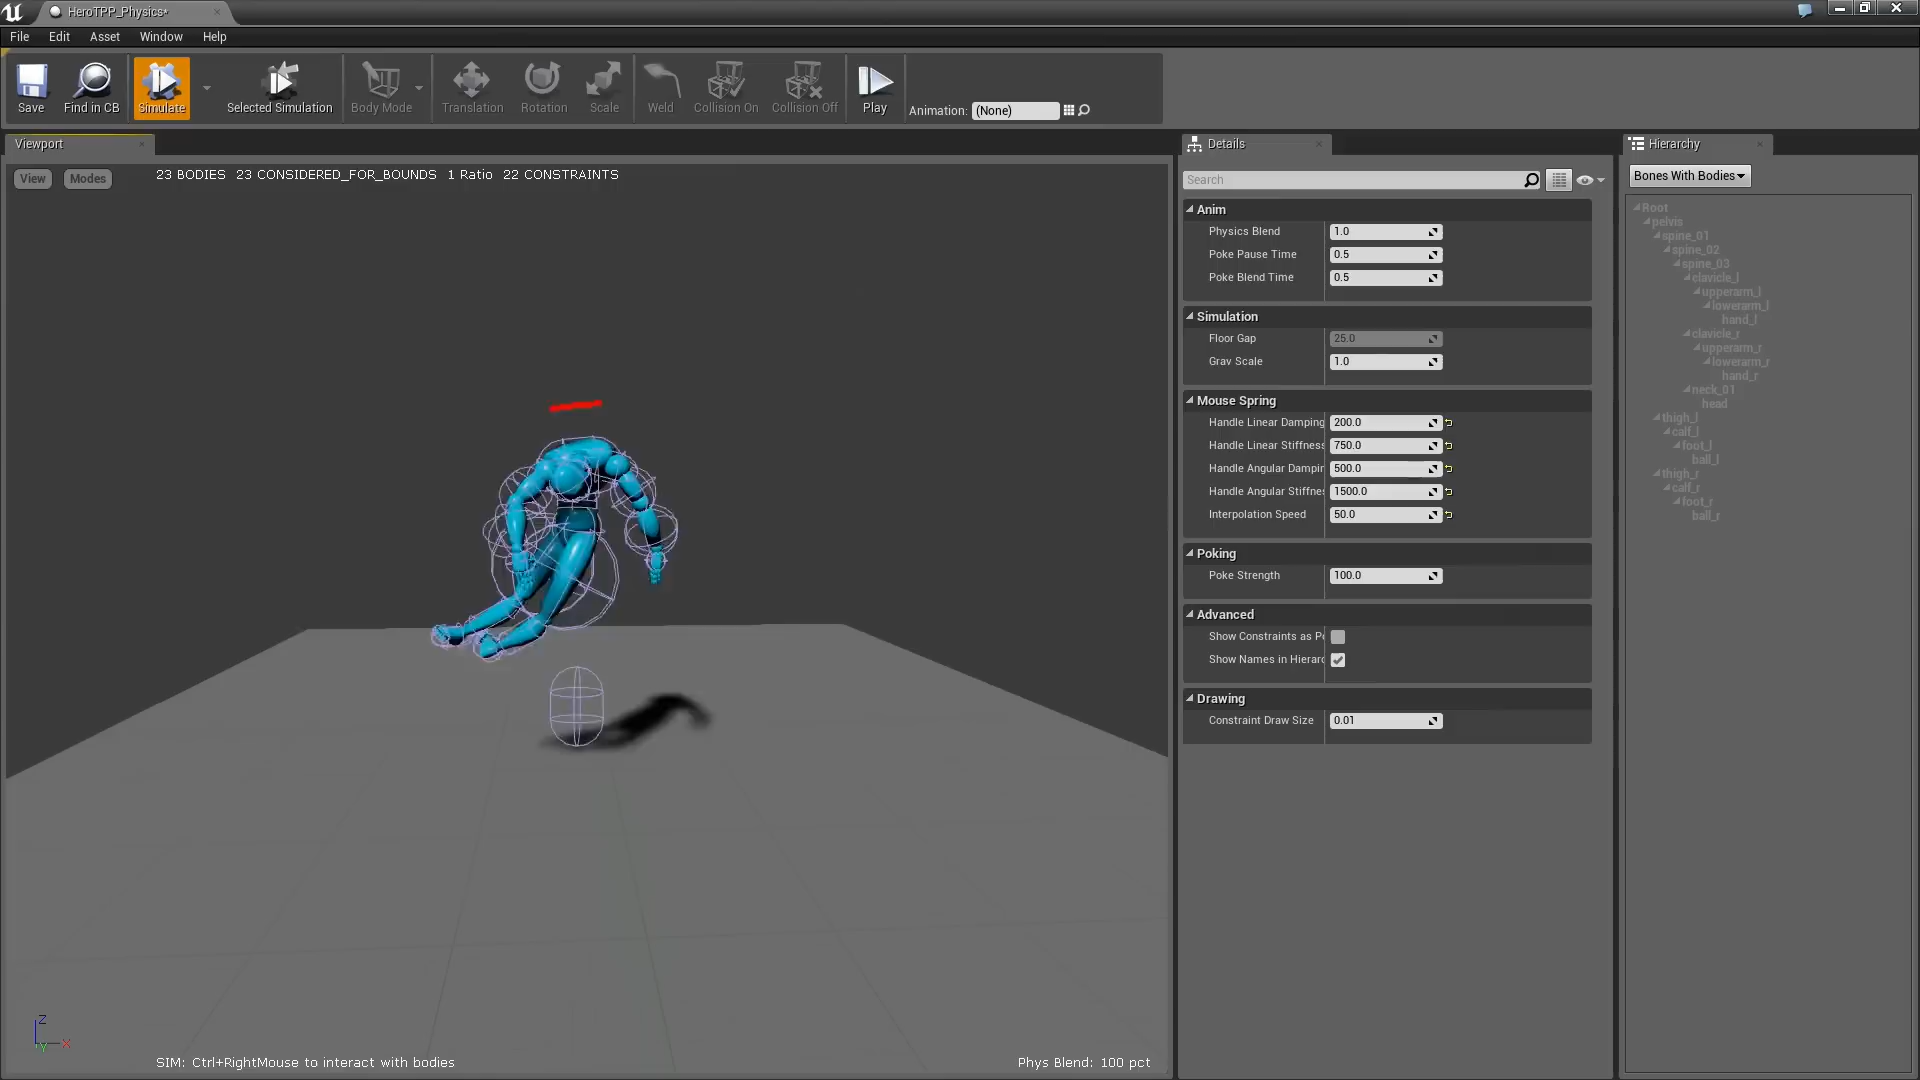 HeroTPP_Physics*
File Edit Asset Window Help
Save Find in CB Simulate Selected Simulation Body Mode Translation Rotation Scale Weld Collision On Collision Off Play Animation: (None)
Viewport
View Modes 23 BODIES 23 CONSIDERED_FOR_BOUNDS 1 Ratio 22 CONSTRAINTS
Z
X
Y
SIM: Ctrl+RightMouse to interact with bodies
Phys Blend: 100 pct
Details
Search
Anim
Physics Blend 1.0
Poke Pause Time 0.5
Poke Blend Time 0.5
Simulation
Floor Gap 25.0
Grav Scale 1.0
Mouse Spring
Handle Linear Damping 200.0
Handle Linear Stiffness 750.0
Handle Angular Dampin 500.0
Handle Angular Stiffnes 1500.0
Interpolation Speed 50.0
Poking
Poke Strength 100.0
Advanced
Show Constraints as Po
Show Names in Hierarc
Drawing
Constraint Draw Size 0.01
Hierarchy
Bones With Bodies
Root
pelvis
spine_01
spine_02
spine_03
clavicle_l
upperarm_l
lowerarm_l
hand_l
clavicle_r
upperarm_r
lowerarm_r
hand_r
neck_01
head
thigh_l
calf_l
foot_l
ball_l
thigh_r
calf_r
foot_r
ball_r